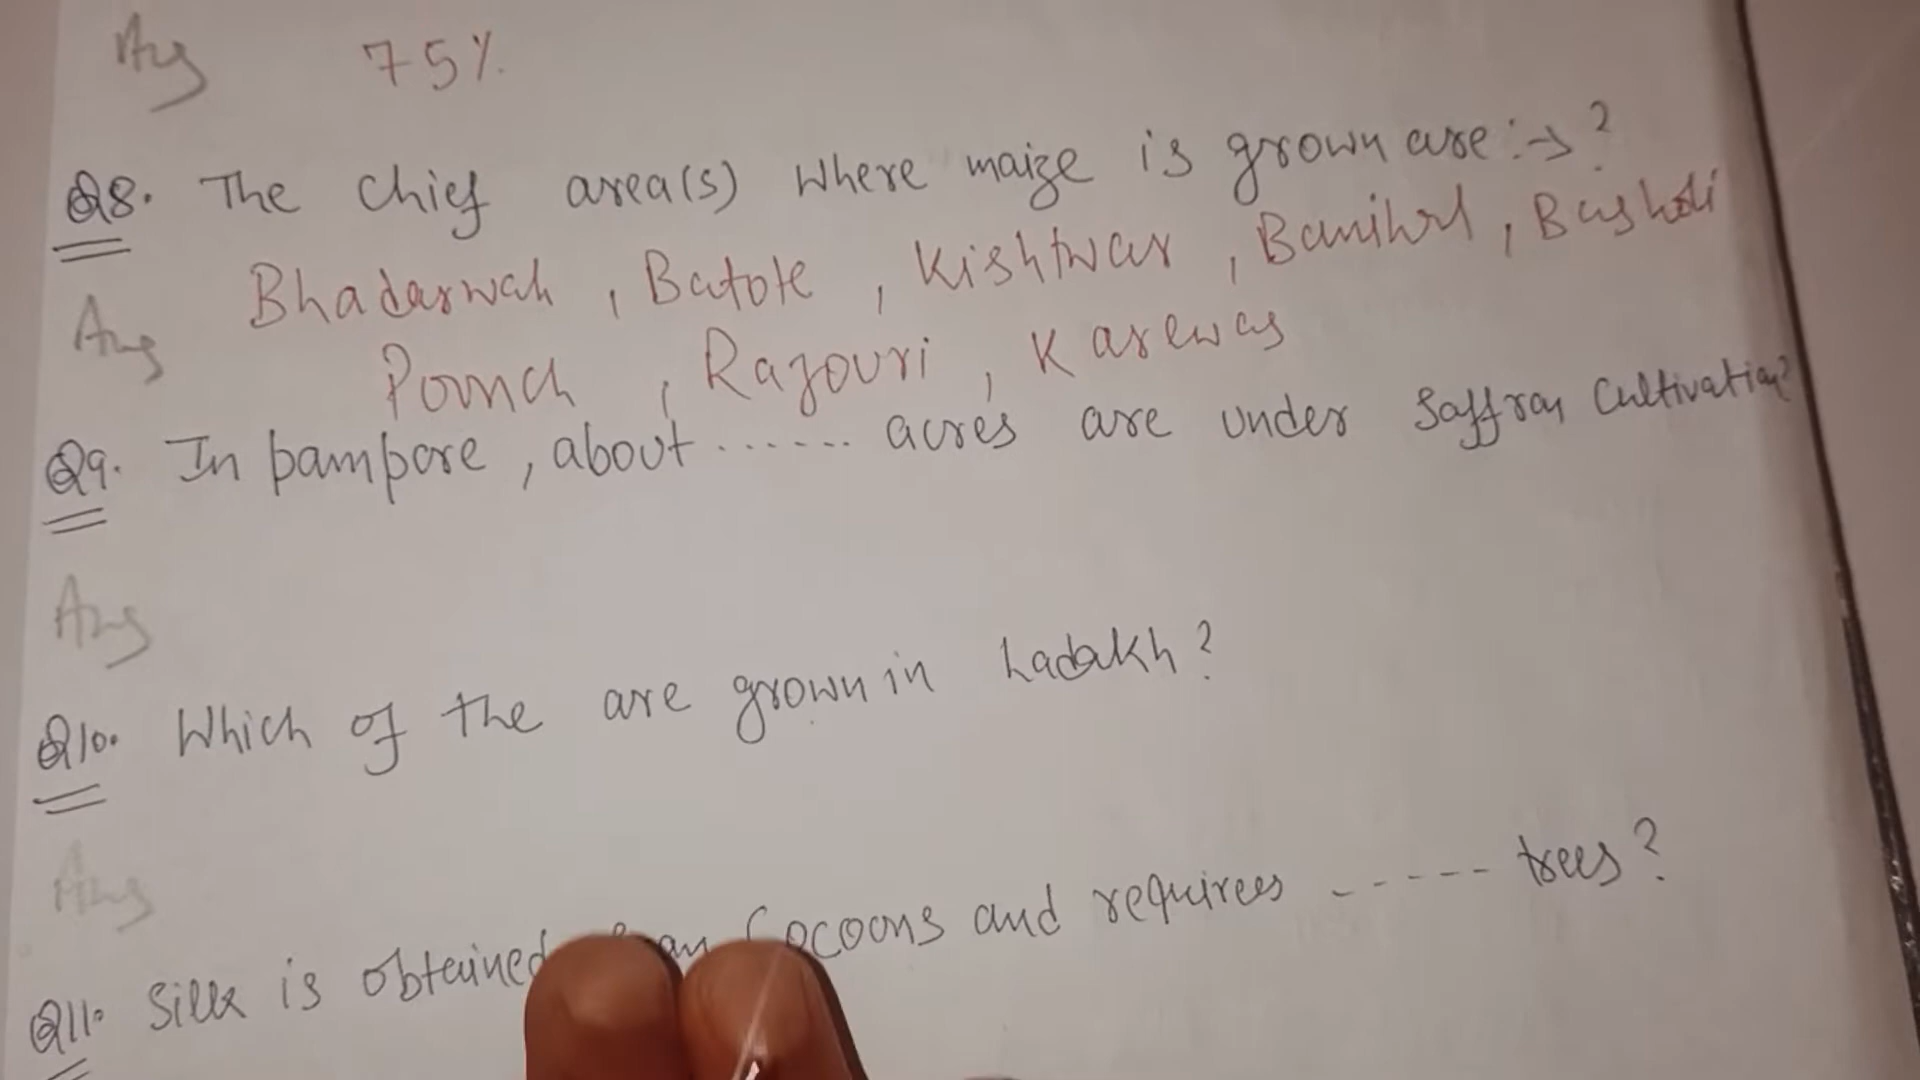 Ans 75%
Q8. The chief area(s) where maize is grown are :→ ?
Ans Bhadarwah , Batote , Kishtwar , Banihal , Basholi
Poonch , Rajouri , Karewas
Q9. In pampore , about ...... acres are under Saffron Cultivation?
Ans
Q10. Which of the are grown in Ladakh ?
Ans
Q11. Silk is obtained Cocoons and requirees ----- trees ?